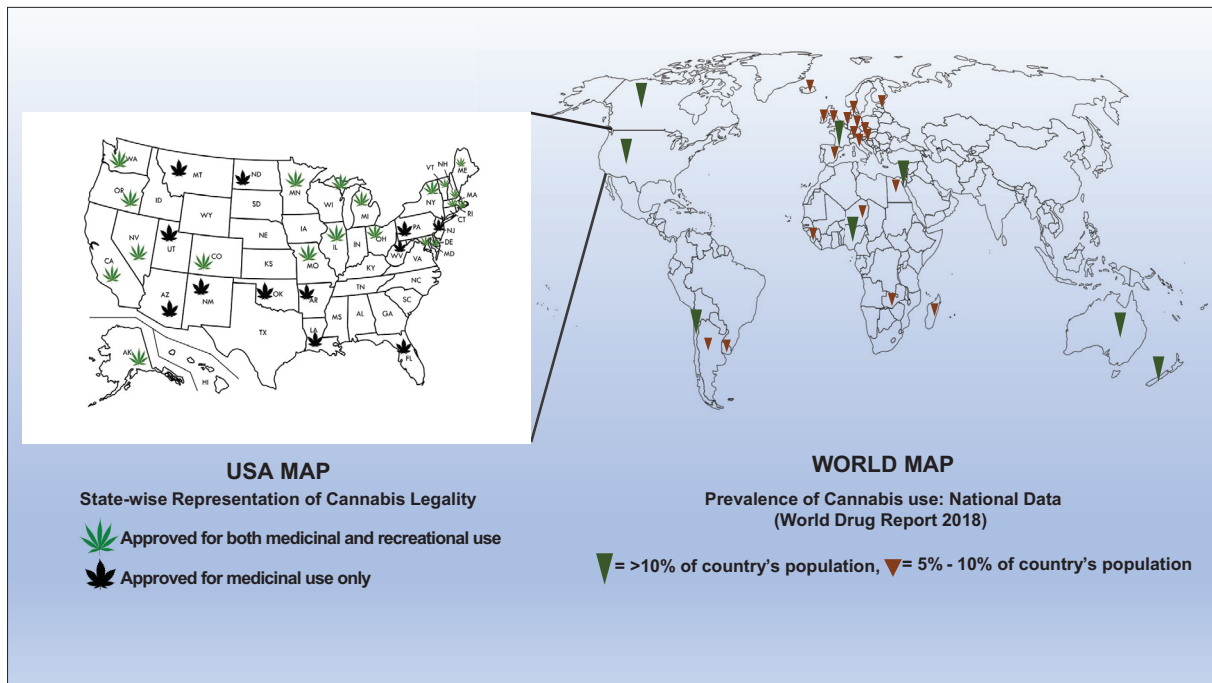 WA
MT
ND
MN
VT
NH
ME
OR
ID
SD
WI
MI
NY
MA
RI
CT
WY
IA
PA
NJ
NV
NE
IL
IN
OH
DE
MD
UT
CO
WV
VA
CA
KS
MO
KY
NC
TN
AZ
NM
OK
AR
SC
MS
AL
GA
TX
LA
FL
AK
HI
USA MAP
State-wise Representation of Cannabis Legality
Approved for both medicinal and recreational use
Approved for medicinal use only
WORLD MAP
Prevalence of Cannabis use: National Data
(World Drug Report 2018)
= >10% of country's population, = 5% - 10% of country's population